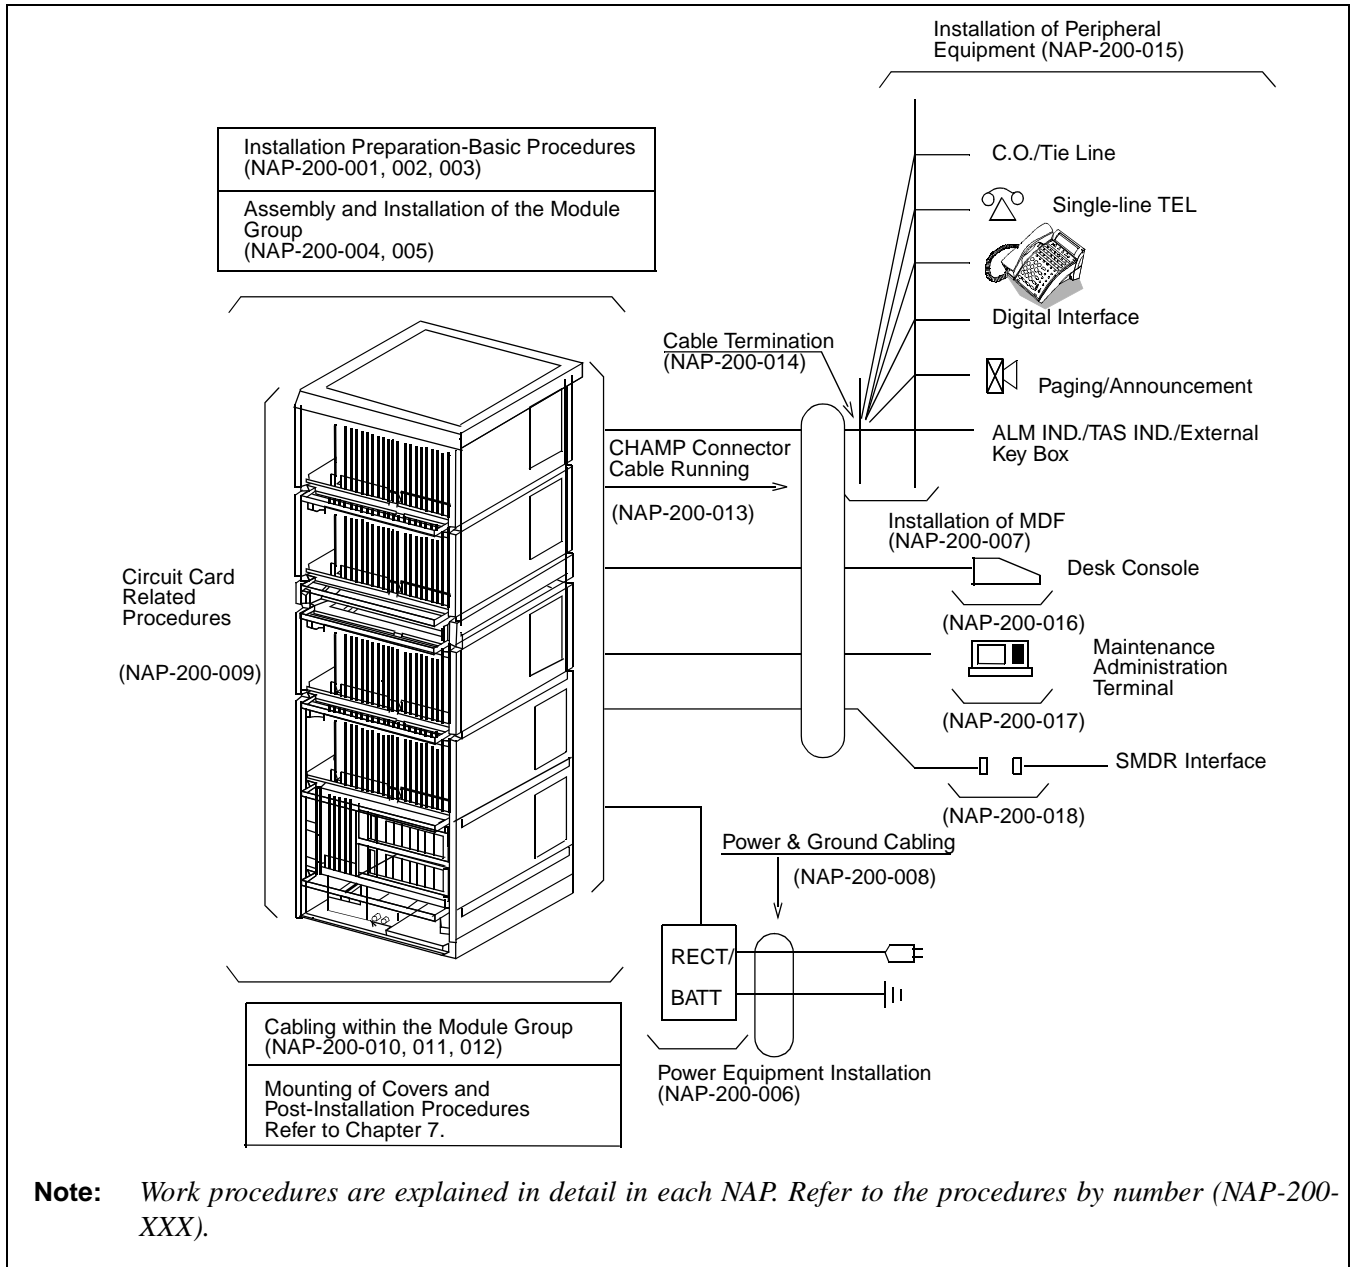 Installation of Peripheral
Equipment (NAP-200-015)
Installation Preparation-Basic Procedures
(NAP-200-001, 002, 003)
Assembly and Installation of the Module
Group
(NAP-200-004, 005)
C.O./Tie Line
Single-line TEL
Digital Interface
Paging/Announcement
ALM IND./TAS IND./External
Key Box
Cable Termination
(NAP-200-014)
CHAMP Connector
Cable Running
(NAP-200-013)
Installation of MDF
(NAP-200-007)
Desk Console
(NAP-200-016)
Circuit Card
Related
Procedures
(NAP-200-009)
Maintenance
Administration
Terminal
(NAP-200-017)
SMDR Interface
(NAP-200-018)
Power & Ground Cabling
(NAP-200-008)
RECT/
BATT
Power Equipment Installation
(NAP-200-006)
Cabling within the Module Group
(NAP-200-010, 011, 012)
Mounting of Covers and
Post-Installation Procedures
Refer to Chapter 7.
Note: Work procedures are explained in detail in each NAP. Refer to the procedures by number (NAP-200-
XXX).